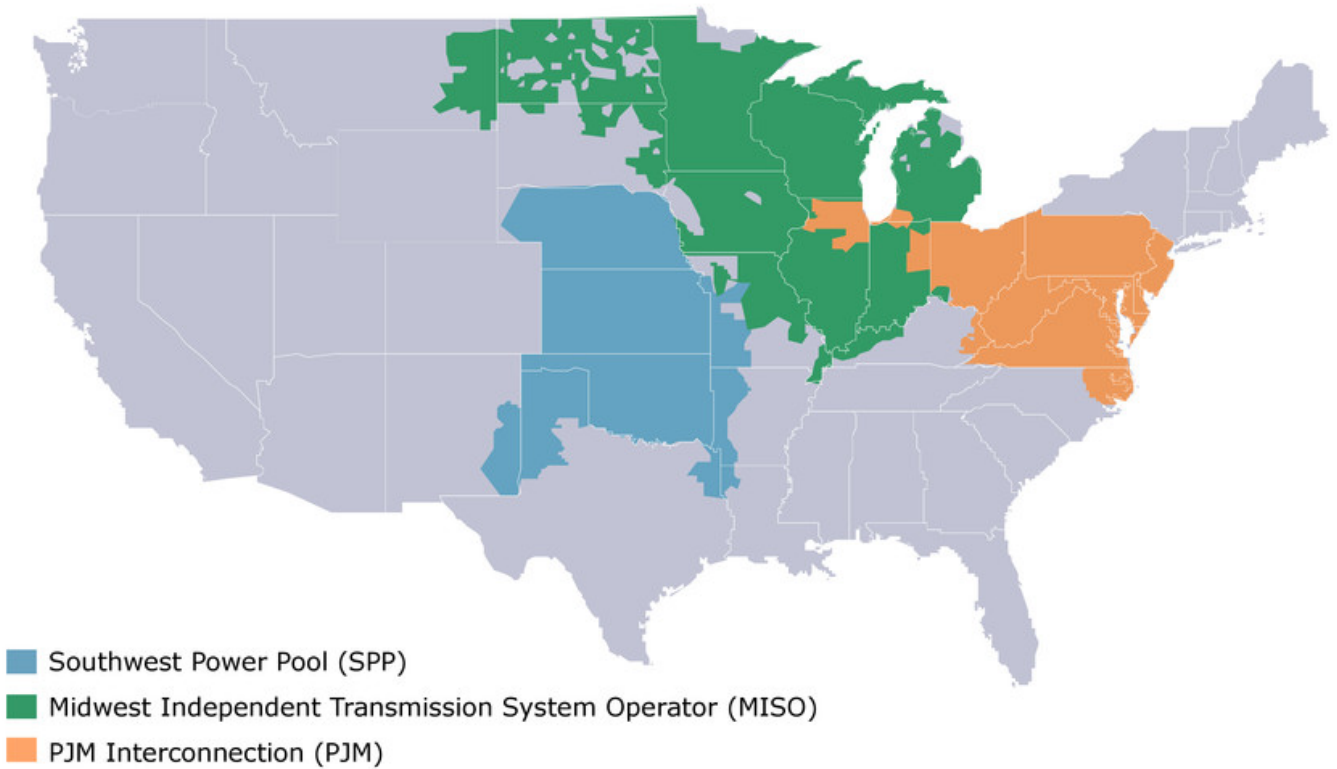 Southwest Power Pool (SPP)
Midwest Independent Transmission System Operator (MISO)
PJM Interconnection (PJM)